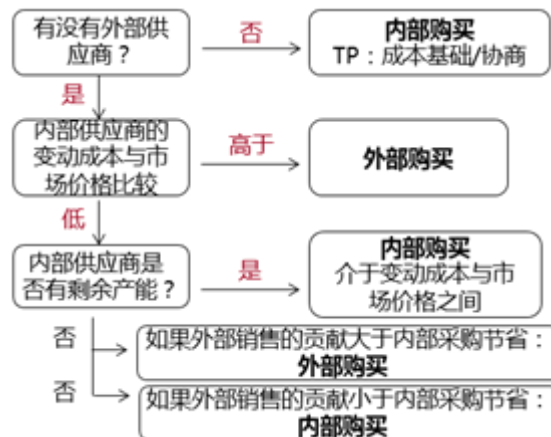 有没有外部供
应商？
否
内部购买
TP：成本基础/协商
是
内部供应商的
变动成本与市
场价格比较
高于
外部购买
低
内部供应商是
否有剩余产能？
是
内部购买
介于变动成本与市
场价格之间
否
如果外部销售的贡献大于内部采购节省：
外部购买
否
如果外部销售的贡献小于内部采购节省：
内部购买